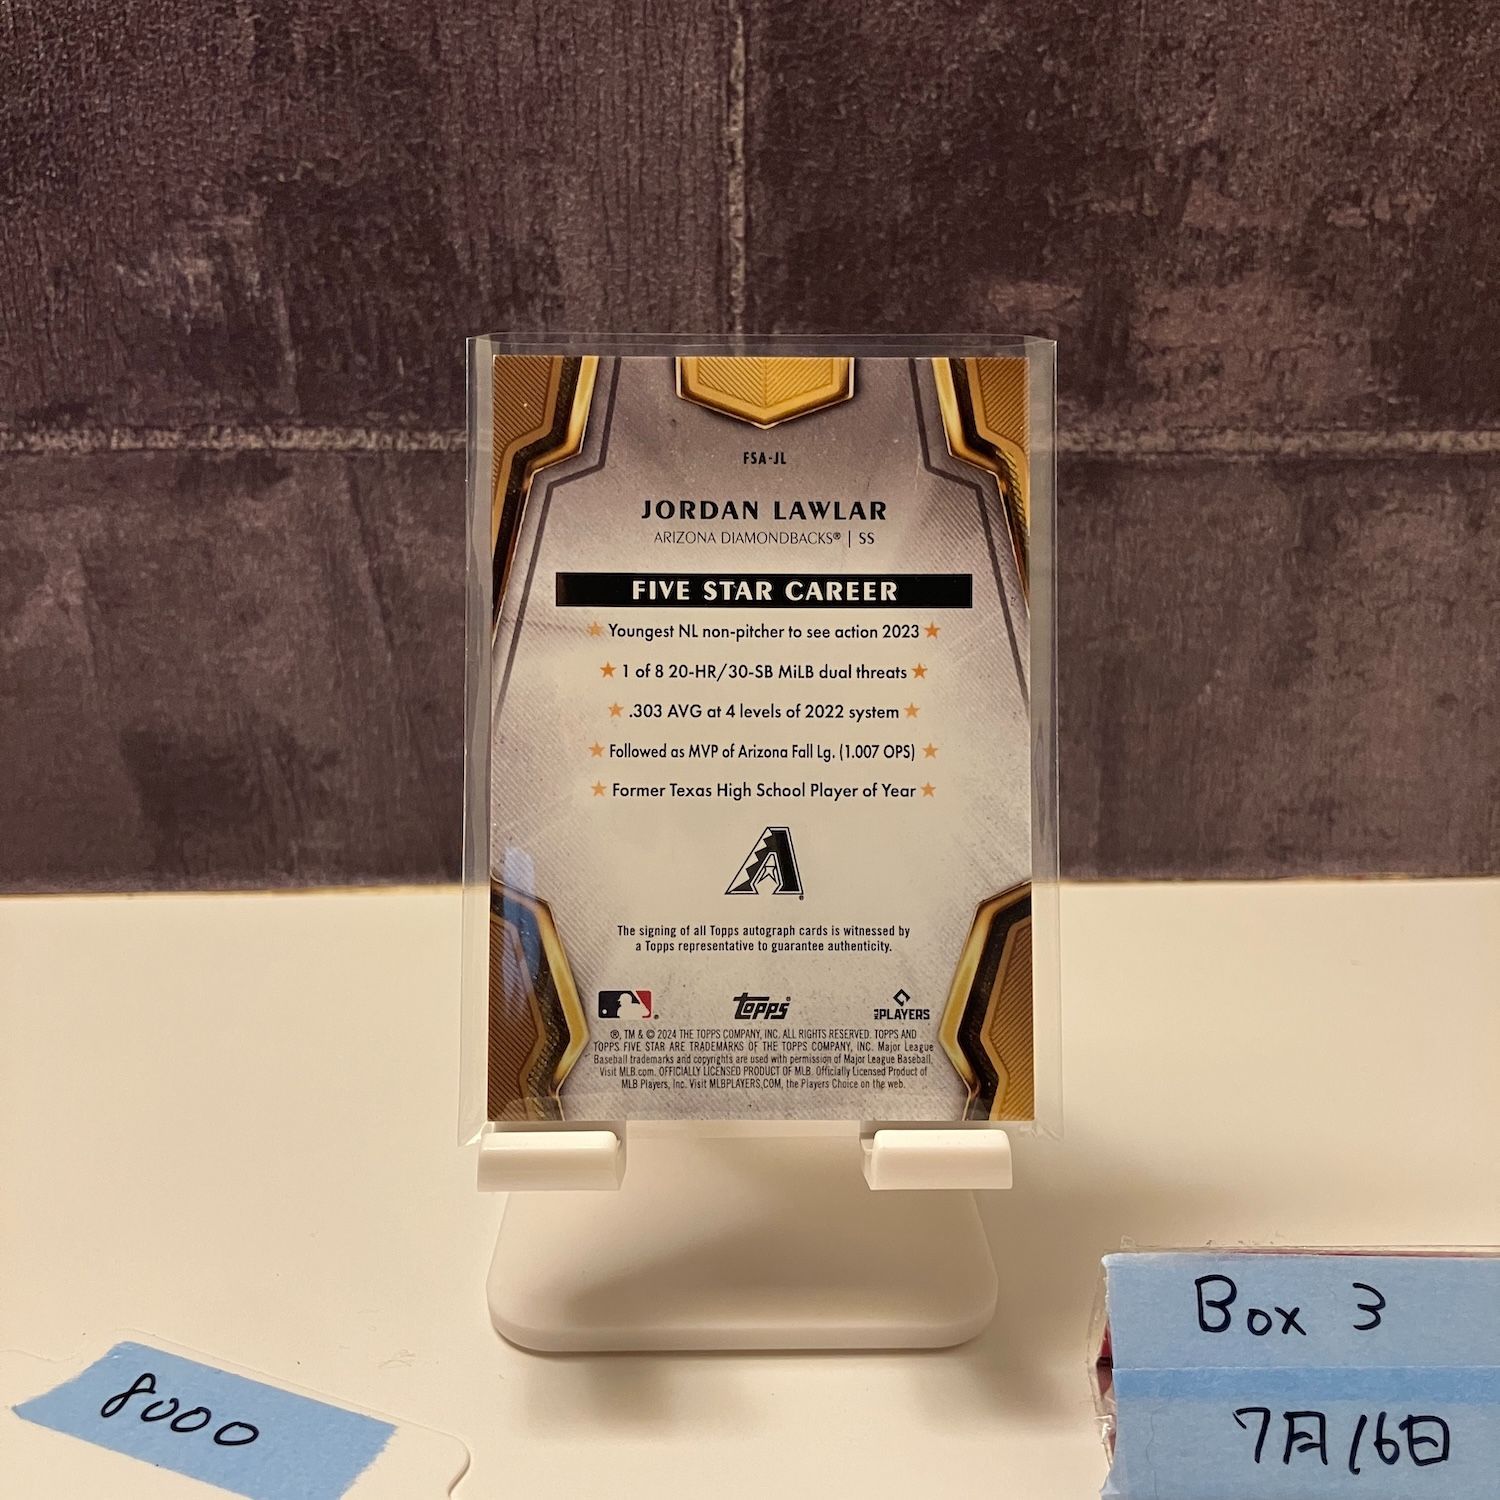 FSA-JL
JORDAN LAWLAR
ARIZONA DIAMONDBACKS® | SS
FIVE STAR CAREER
★ Youngest NL non-pitcher to see action 2023 ★
★ 1 of 8 20-HR/30-SB MiLB dual threats ★
★ .303 AVG at 4 levels of 2022 system ★
★ Followed as MVP of Arizona Fall Lg. (1.007 OPS) ★
★ Former Texas High School Player of Year ★
A
The signing of all Topps autograph cards is witnessed by
a Topps representative to guarantee authenticity.
topps® MLB PLAYERS
®, TM & © 2024 THE TOPPS COMPANY, INC. ALL RIGHTS RESERVED. TOPPS AND
TOPPS FIVE STAR ARE TRADEMARKS OF THE TOPPS COMPANY, INC. Major League
Baseball trademarks and copyrights are used with permission of Major League Baseball.
Visit MLB.com. OFFICIALLY LICENSED PRODUCT OF MLB. Officially Licensed Product of
MLB Players, Inc. Visit MLBPLAYERS.COM, the Players Choice on the web.
8000
Box 3
7月16日